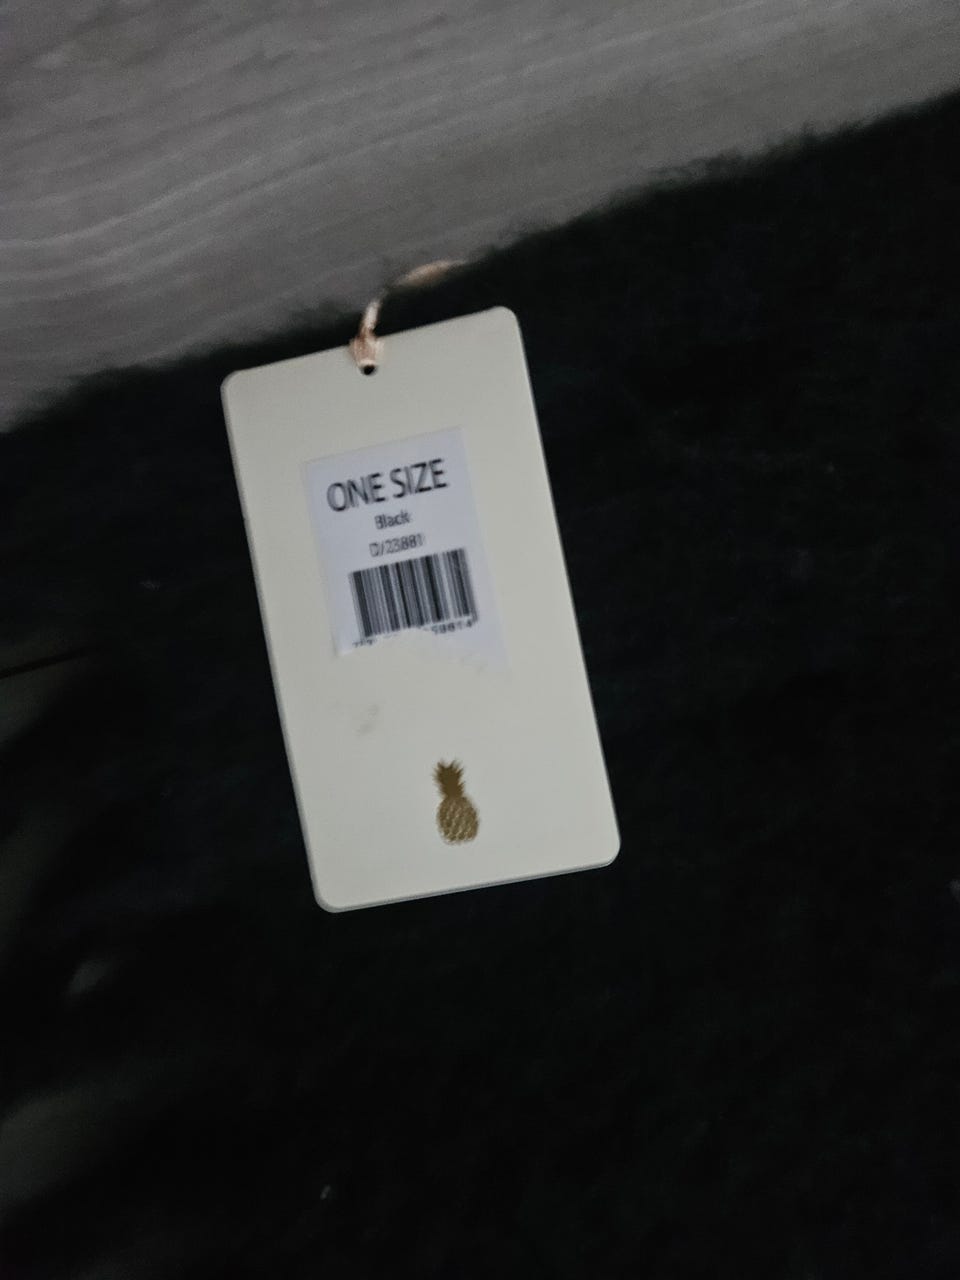 ONE SIZE
Black
D/23881